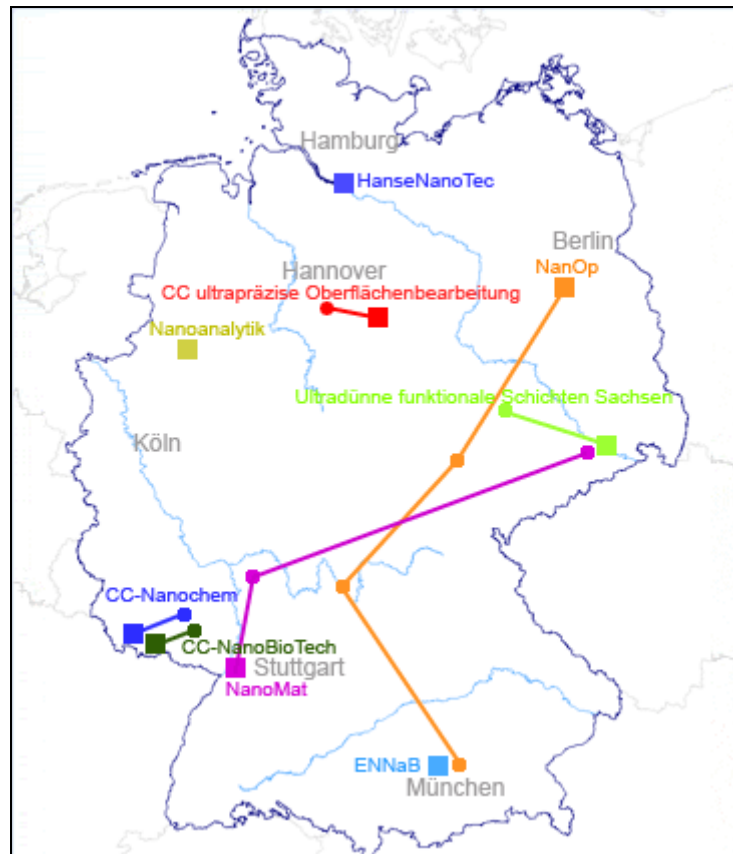 Hamburg
HanseNanoTec
Berlin
NanOp
Hannover
CC ultrapräzise Oberflächenbearbeitung
Nanoanalytik
Ultradünne funktionale Schichten Sachsen
Köln
CC-Nanochem
CC-NanoBioTech
Stuttgart
NanoMat
ENNaB
München